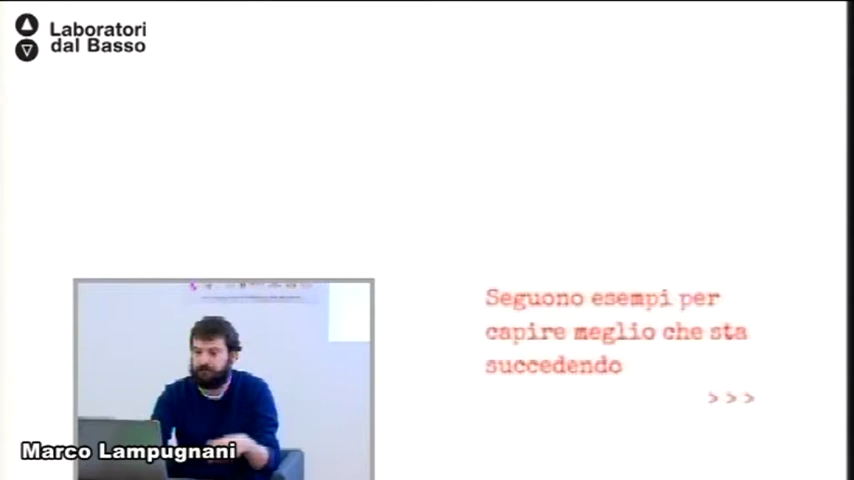 Laboratori
dal Basso
Seguono esempi per
capire meglio che sta
succedendo
>>>
Marco Lampugnani